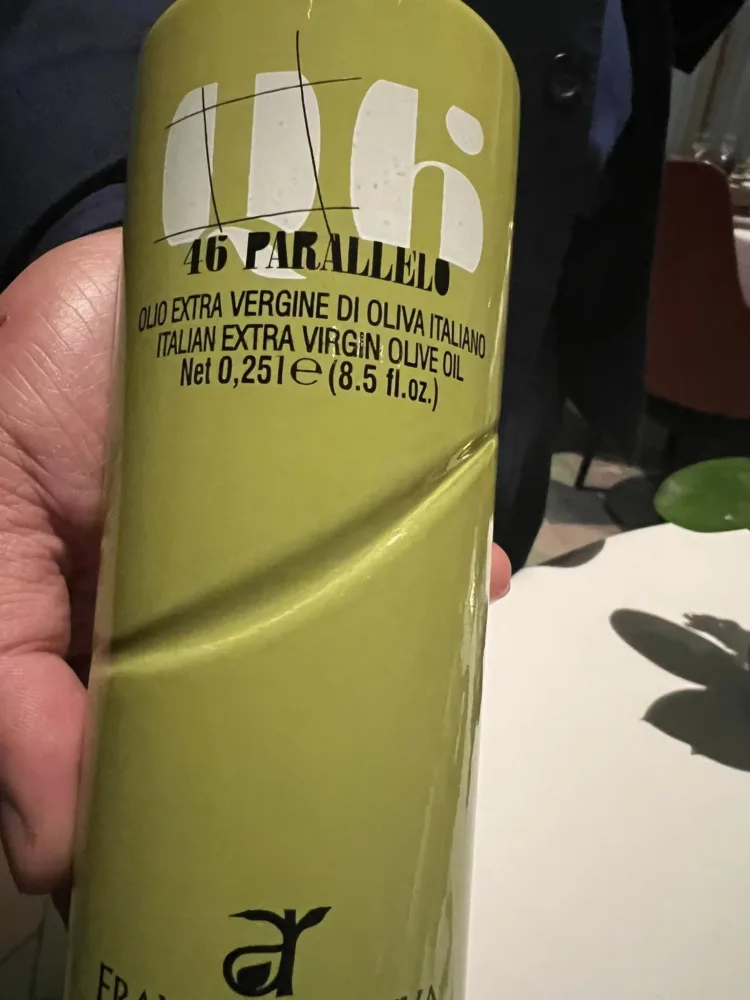 46
46 PARALLELO
OLIO EXTRA VERGINE DI OLIVA ITALIANO
ITALIAN EXTRA VIRGIN OLIVE OIL
Net 0,25l e (8.5 fl.oz.)